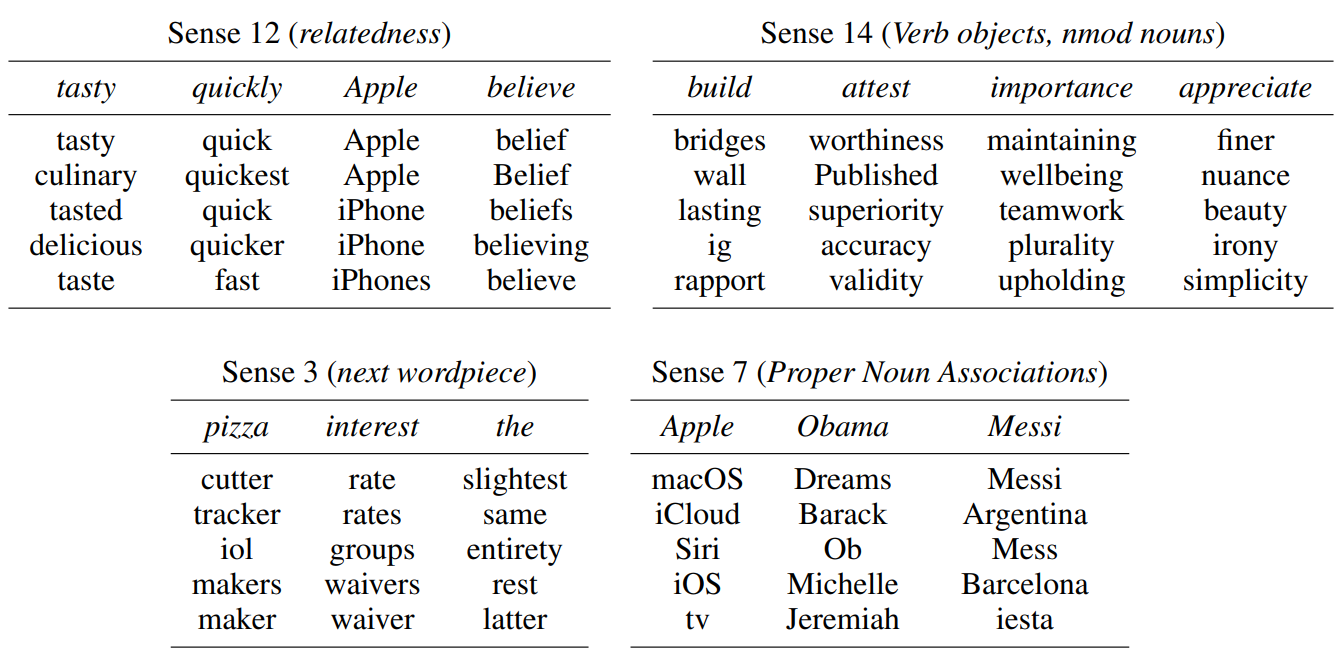 Sense 12 (relatedness)
tasty quickly Apple believe
tasty quick Apple belief
culinary quickest Apple Belief
tasted quick iPhone beliefs
delicious quicker iPhone believing
taste fast iPhones believe
Sense 14 (Verb objects, nmod nouns)
build attest importance appreciate
bridges worthiness maintaining finer
wall Published wellbeing nuance
lasting superiority teamwork beauty
ig accuracy plurality irony
rapport validity upholding simplicity
Sense 3 (next wordpiece)
pizza interest the
cutter rate slightest
tracker rates same
iol groups entirety
makers waivers rest
maker waiver latter
Sense 7 (Proper Noun Associations)
Apple Obama Messi
macOS Dreams Messi
iCloud Barack Argentina
Siri Ob Mess
iOS Michelle Barcelona
tv Jeremiah iesta